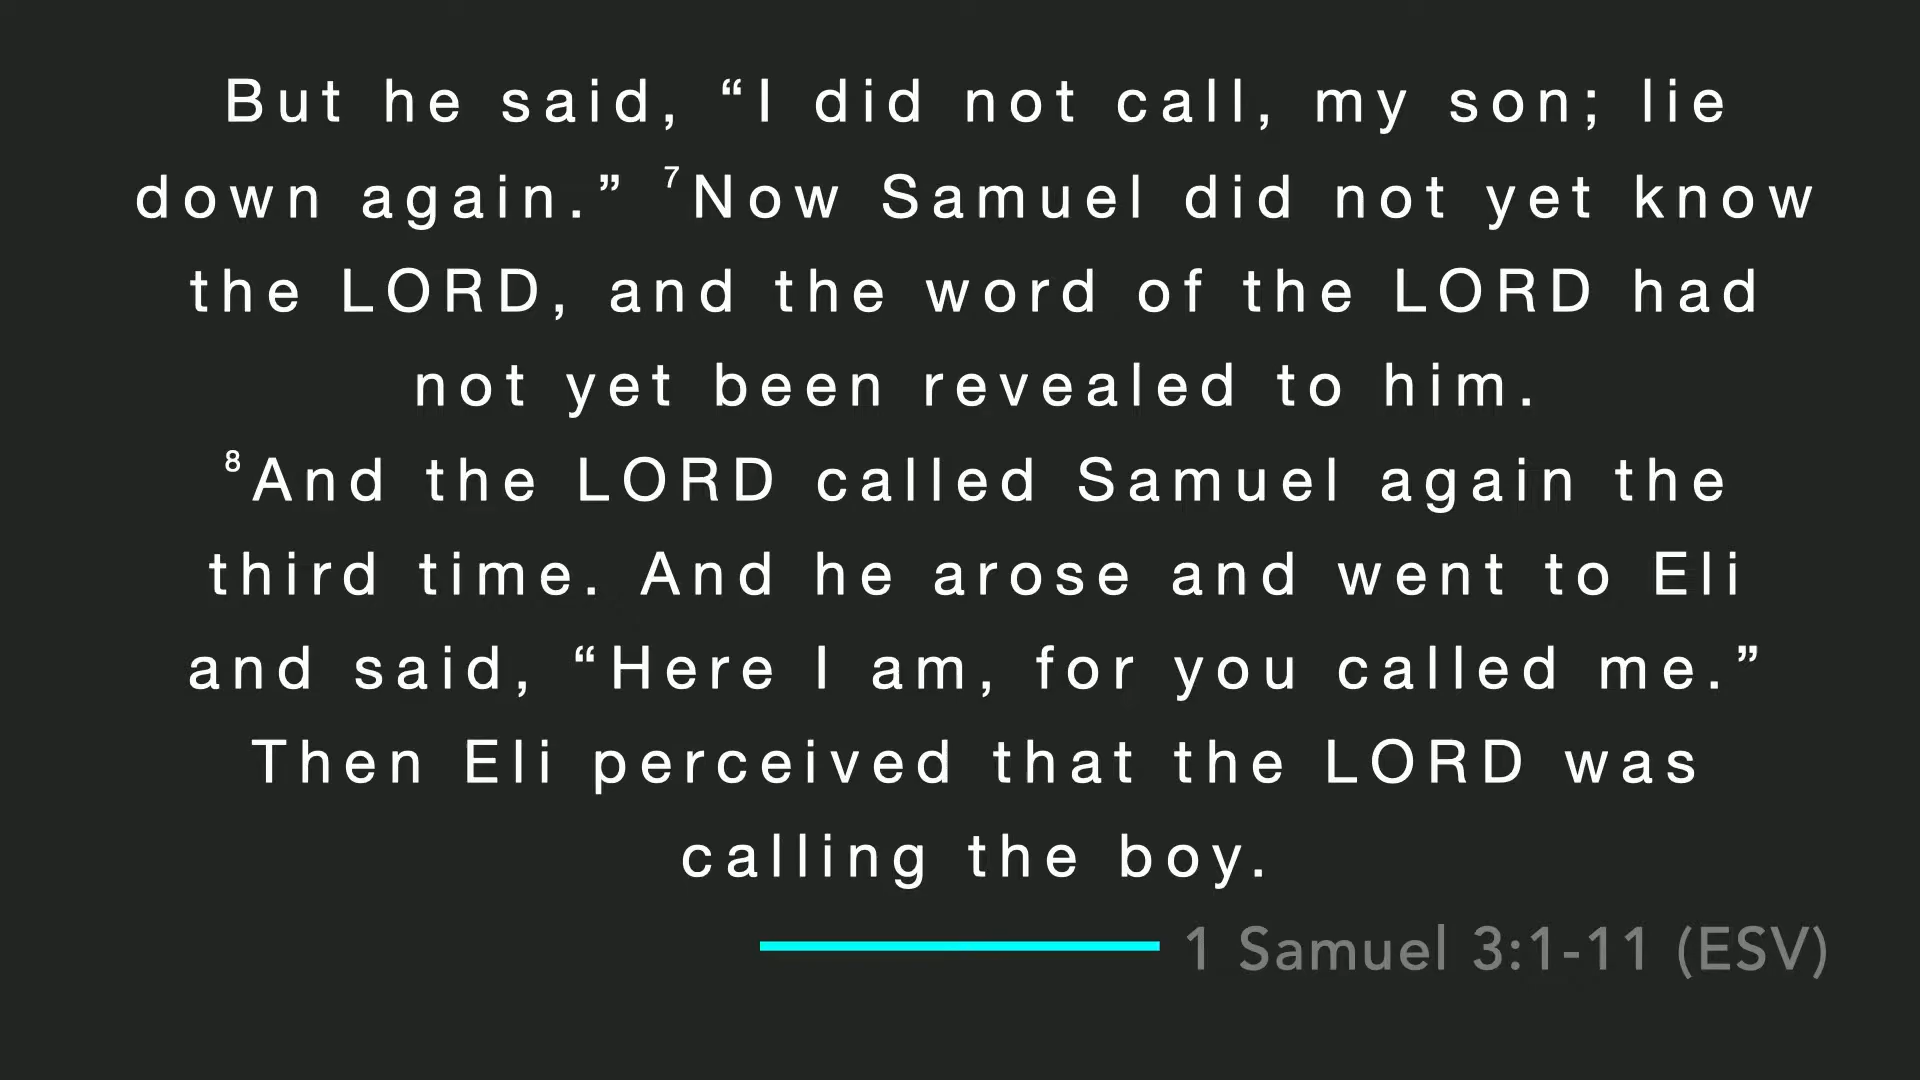 But he said, “I did not call, my son; lie
down again.” ⁷Now Samuel did not yet know
the LORD, and the word of the LORD had
not yet been revealed to him.
⁸And the LORD called Samuel again the
third time. And he arose and went to Eli
and said, “Here I am, for you called me.”
Then Eli perceived that the LORD was
calling the boy.
1 Samuel 3:1-11 (ESV)